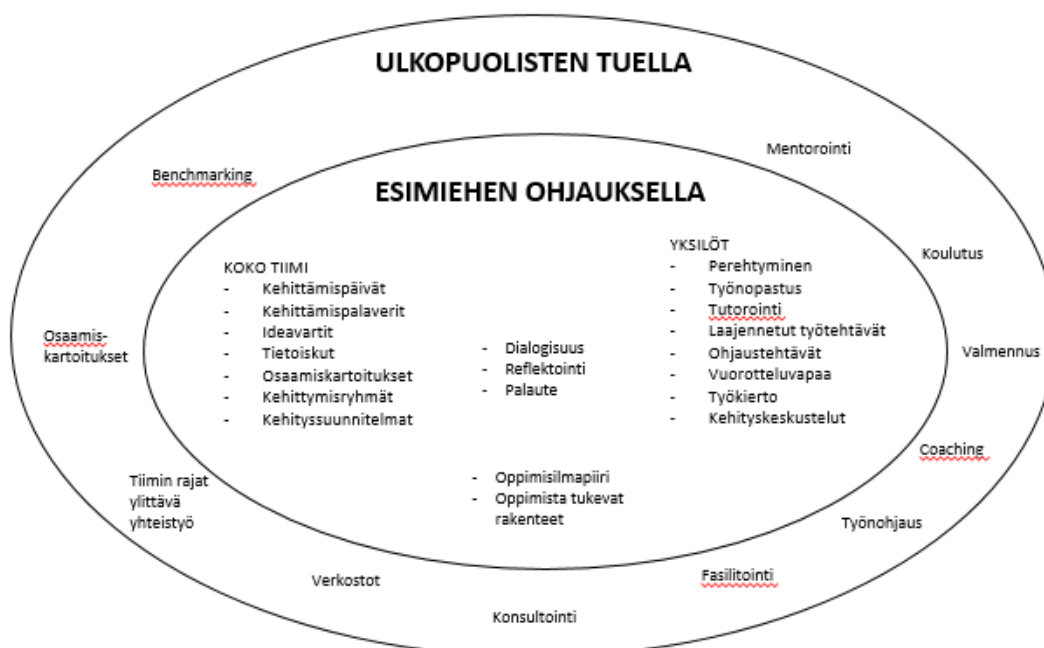 ULKOPUOLISTEN TUELLA
Mentorointi
Benchmarking
ESIMIEHEN OHJAUKSELLA
KOKO TIIMI
- Kehittämispäivät
- Kehittämispalaverit
- Ideavartit
- Tietoiskut
- Osaamiskartoitukset
- Kehittymisryhmät
- Kehityssuunnitelmat
- Dialogisuus
- Reflektointi
- Palaute
YKSILÖT
- Perehtyminen
- Työnopastus
- Tutorointi
- Laajennetut työtehtävät
- Ohjaustehtävät
- Vuorotteluvapaa
- Työkierto
- Kehityskeskustelut
- Oppimisilmapiiri
- Oppimista tukevat
rakenteet
Koulutus
Valmennus
Coaching
Työnohjaus
Fasilitointi
Konsultointi
Verkostot
Tiimin rajat
ylittävä
yhteistyö
Osaamis-
kartoitukset